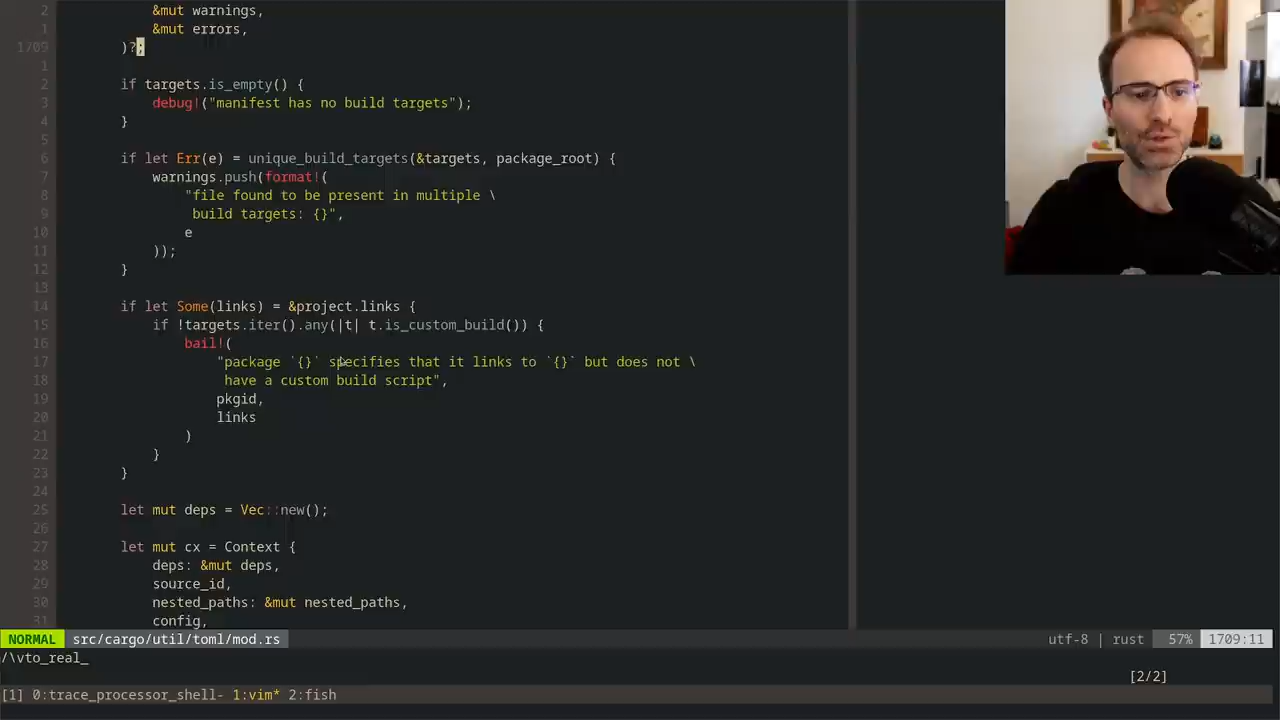 2 &mut warnings,
1 &mut errors,
1709 )?;
1
2 if targets.is_empty() {
3 debug!("manifest has no build targets");
4 }
5
6 if let Err(e) = unique_build_targets(&targets, package_root) {
7 warnings.push(format!(
8 "file found to be present in multiple \
9 build targets: {}",
10 e
11 ));
12 }
13
14 if let Some(links) = &project.links {
15 if !targets.iter().any(|t| t.is_custom_build()) {
16 bail!(
17 "package `{}` specifies that it links to `{}` but does not \
18 have a custom build script",
19 pkgid,
20 links
21 )
22 }
23 }
24
25 let mut deps = Vec::new();
26
27 let mut cx = Context {
28 deps: &mut deps,
29 source_id,
30 nested_paths: &mut nested_paths,
31 config,
NORMAL src/cargo/util/toml/mod.rs utf-8 | rust 57% 1709:11
/\vto_real_
[2/2]
[1] 0:trace_processor_shell- 1:vim* 2:fish